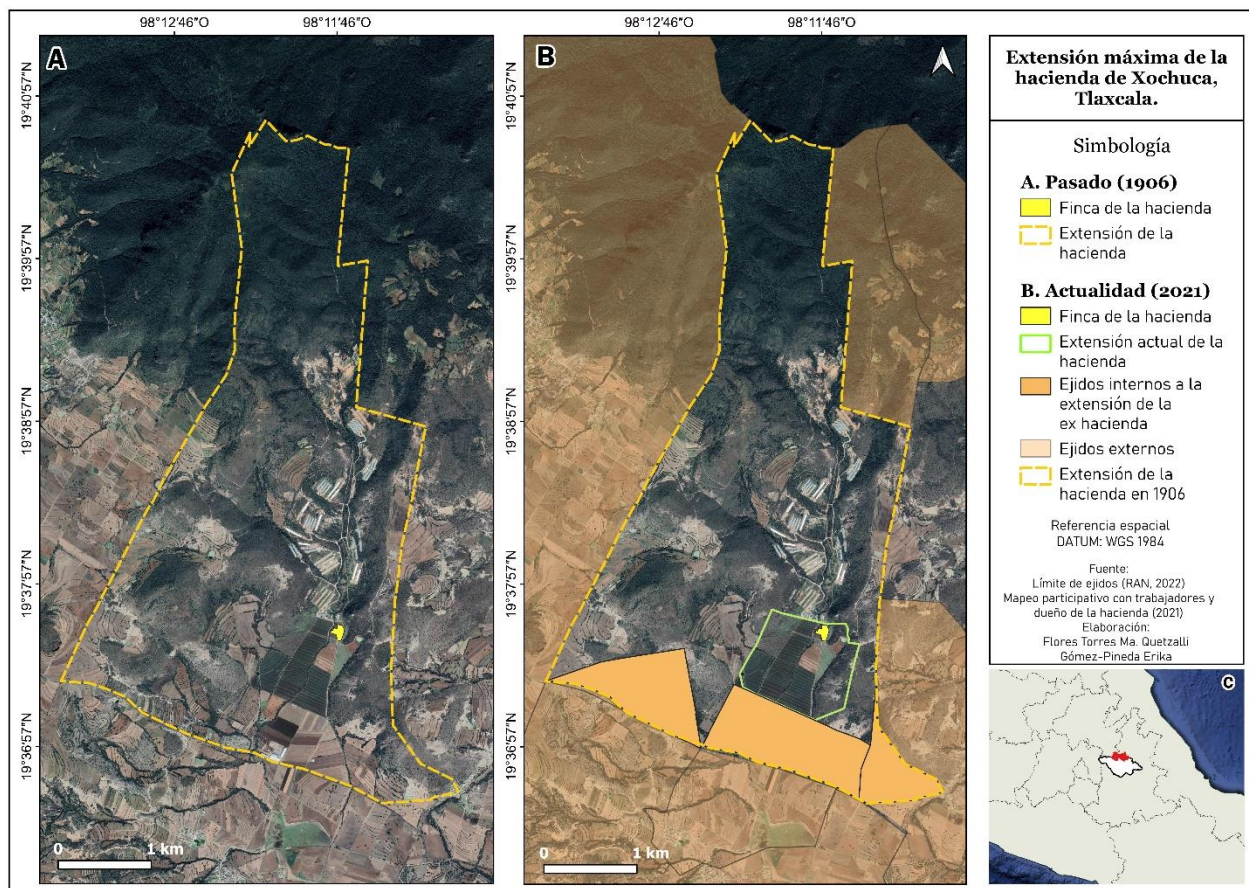 98°12'46"O
98°11'46"O
98°12'46"O
98°11'46"O
A
B
19°40'57"N
19°39'57"N
19°38'57"N
19°37'57"N
19°36'57"N
19°40'57"N
19°39'57"N
19°38'57"N
19°37'57"N
19°36'57"N
0
1 km
0
1 km
Extensión máxima de la
hacienda de Xochuca,
Tlaxcala.
Simbología
A. Pasado (1906)
Finca de la hacienda
Extensión de la
hacienda
B. Actualidad (2021)
Finca de la hacienda
Extensión actual de la
hacienda
Ejidos internos a la
extensión de la
ex hacienda
Ejidos externos
Extensión de la
hacienda en 1906
Referencia espacial
DATUM: WGS 1984
Fuente:
Límite de ejidos (RAN, 2022)
Mapeo participativo con trabajadores y
dueño de la hacienda (2021)
Elaboración:
Flores Torres Ma. Quetzalli
Gómez-Pineda Erika
C